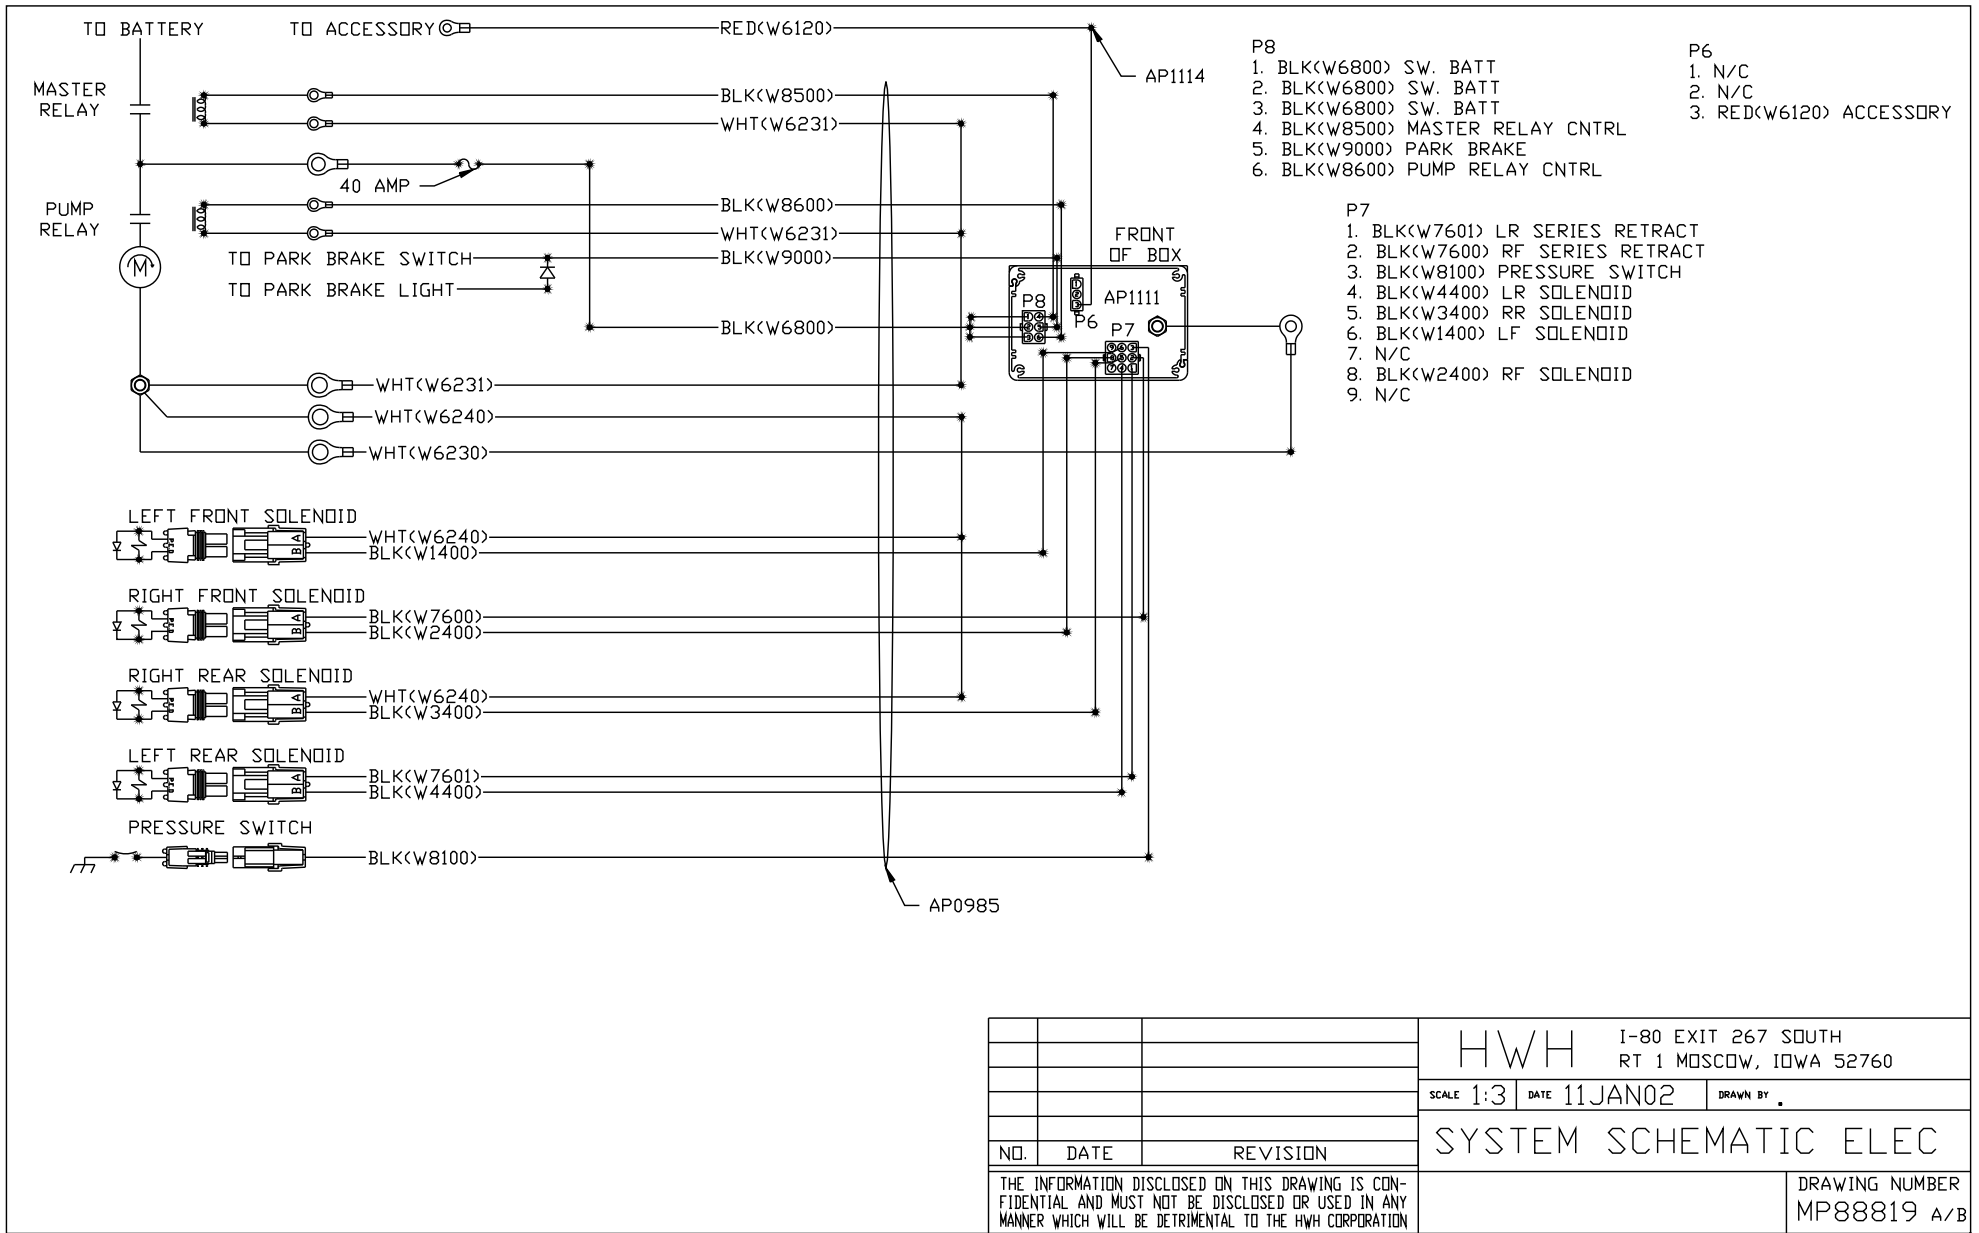 TO BATTERY
TO ACCESSORY
RED(W6120)
AP1114
MASTER
RELAY
BLK(W8500)
WHT(W6231)
40 AMP
PUMP
RELAY
BLK(W8600)
WHT(W6231)
TO PARK BRAKE SWITCH
BLK(W9000)
TO PARK BRAKE LIGHT
M
BLK(W6800)
FRONT
OF BOX
AP1111
P8
P6
P7
WHT(W6231)
WHT(W6240)
WHT(W6230)
LEFT FRONT SOLENOID
A
B
WHT(W6240)
BLK(W1400)
RIGHT FRONT SOLENOID
A
B
BLK(W7600)
BLK(W2400)
RIGHT REAR SOLENOID
A
B
WHT(W6240)
BLK(W3400)
LEFT REAR SOLENOID
A
B
BLK(W7601)
BLK(W4400)
PRESSURE SWITCH
BLK(W8100)
AP0985
P8
1. BLK(W6800) SW. BATT
2. BLK(W6800) SW. BATT
3. BLK(W6800) SW. BATT
4. BLK(W8500) MASTER RELAY CNTRL
5. BLK(W9000) PARK BRAKE
6. BLK(W8600) PUMP RELAY CNTRL
P6
1. N/C
2. N/C
3. RED(W6120) ACCESSORY
P7
1. BLK(W7601) LR SERIES RETRACT
2. BLK(W7600) RF SERIES RETRACT
3. BLK(W8100) PRESSURE SWITCH
4. BLK(W4400) LR SOLENOID
5. BLK(W3400) RR SOLENOID
6. BLK(W1400) LF SOLENOID
7. N/C
8. BLK(W2400) RF SOLENOID
9. N/C
NO. DATE REVISION
THE INFORMATION DISCLOSED ON THIS DRAWING IS CON-
FIDENTIAL AND MUST NOT BE DISCLOSED OR USED IN ANY
MANNER WHICH WILL BE DETRIMENTAL TO THE HWH CORPORATION
HWH
I-80 EXIT 267 SOUTH
RT 1 MOSCOW, IOWA 52760
SCALE 1:3 DATE 11JAN02 DRAWN BY .
SYSTEM SCHEMATIC ELEC
DRAWING NUMBER
MP88819 A/B